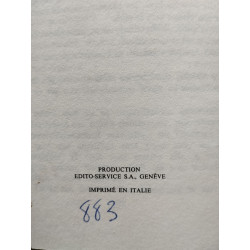 PRODUCTION
EDITO-SERVICE S.A., GENÈVE
IMPRIMÉ EN ITALIE
883